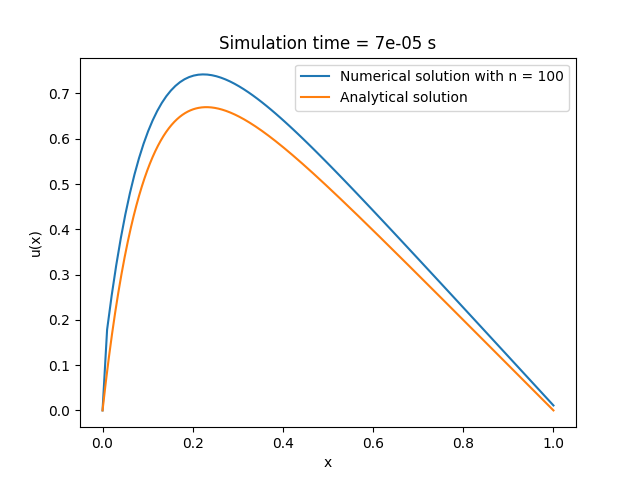 Simulation time = 7e-05 s
Numerical solution with n = 100
Analytical solution
0.7
0.6
0.5
0.4
0.3
0.2
0.1
0.0
u(x)
0.0 0.2 0.4 0.6 0.8 1.0
x